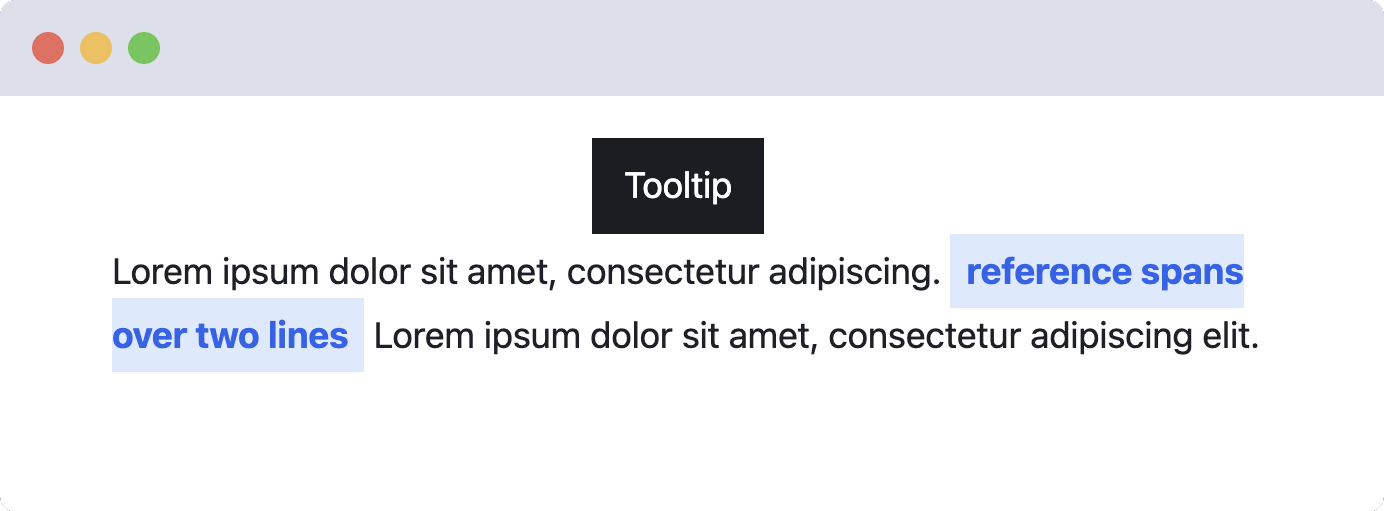 Tooltip
Lorem ipsum dolor sit amet, consectetur adipiscing. reference spans
over two lines Lorem ipsum dolor sit amet, consectetur adipiscing elit.